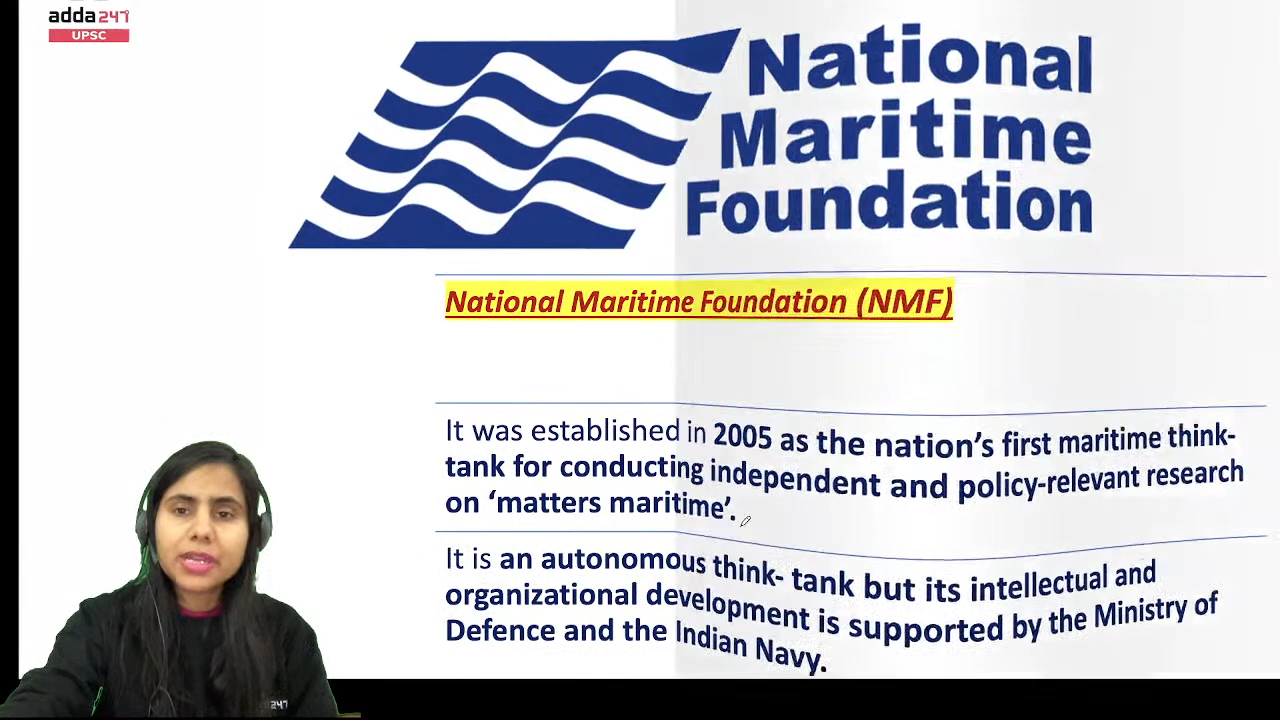 adda247
UPSC
National
Maritime
Foundation
National Maritime Foundation (NMF)
It was established in 2005 as the nation's first maritime think-
tank for conducting independent and policy-relevant research
on ‘matters maritime’.
It is an autonomous think- tank but its intellectual and
organizational development is supported by the Ministry of
Defence and the Indian Navy.
247